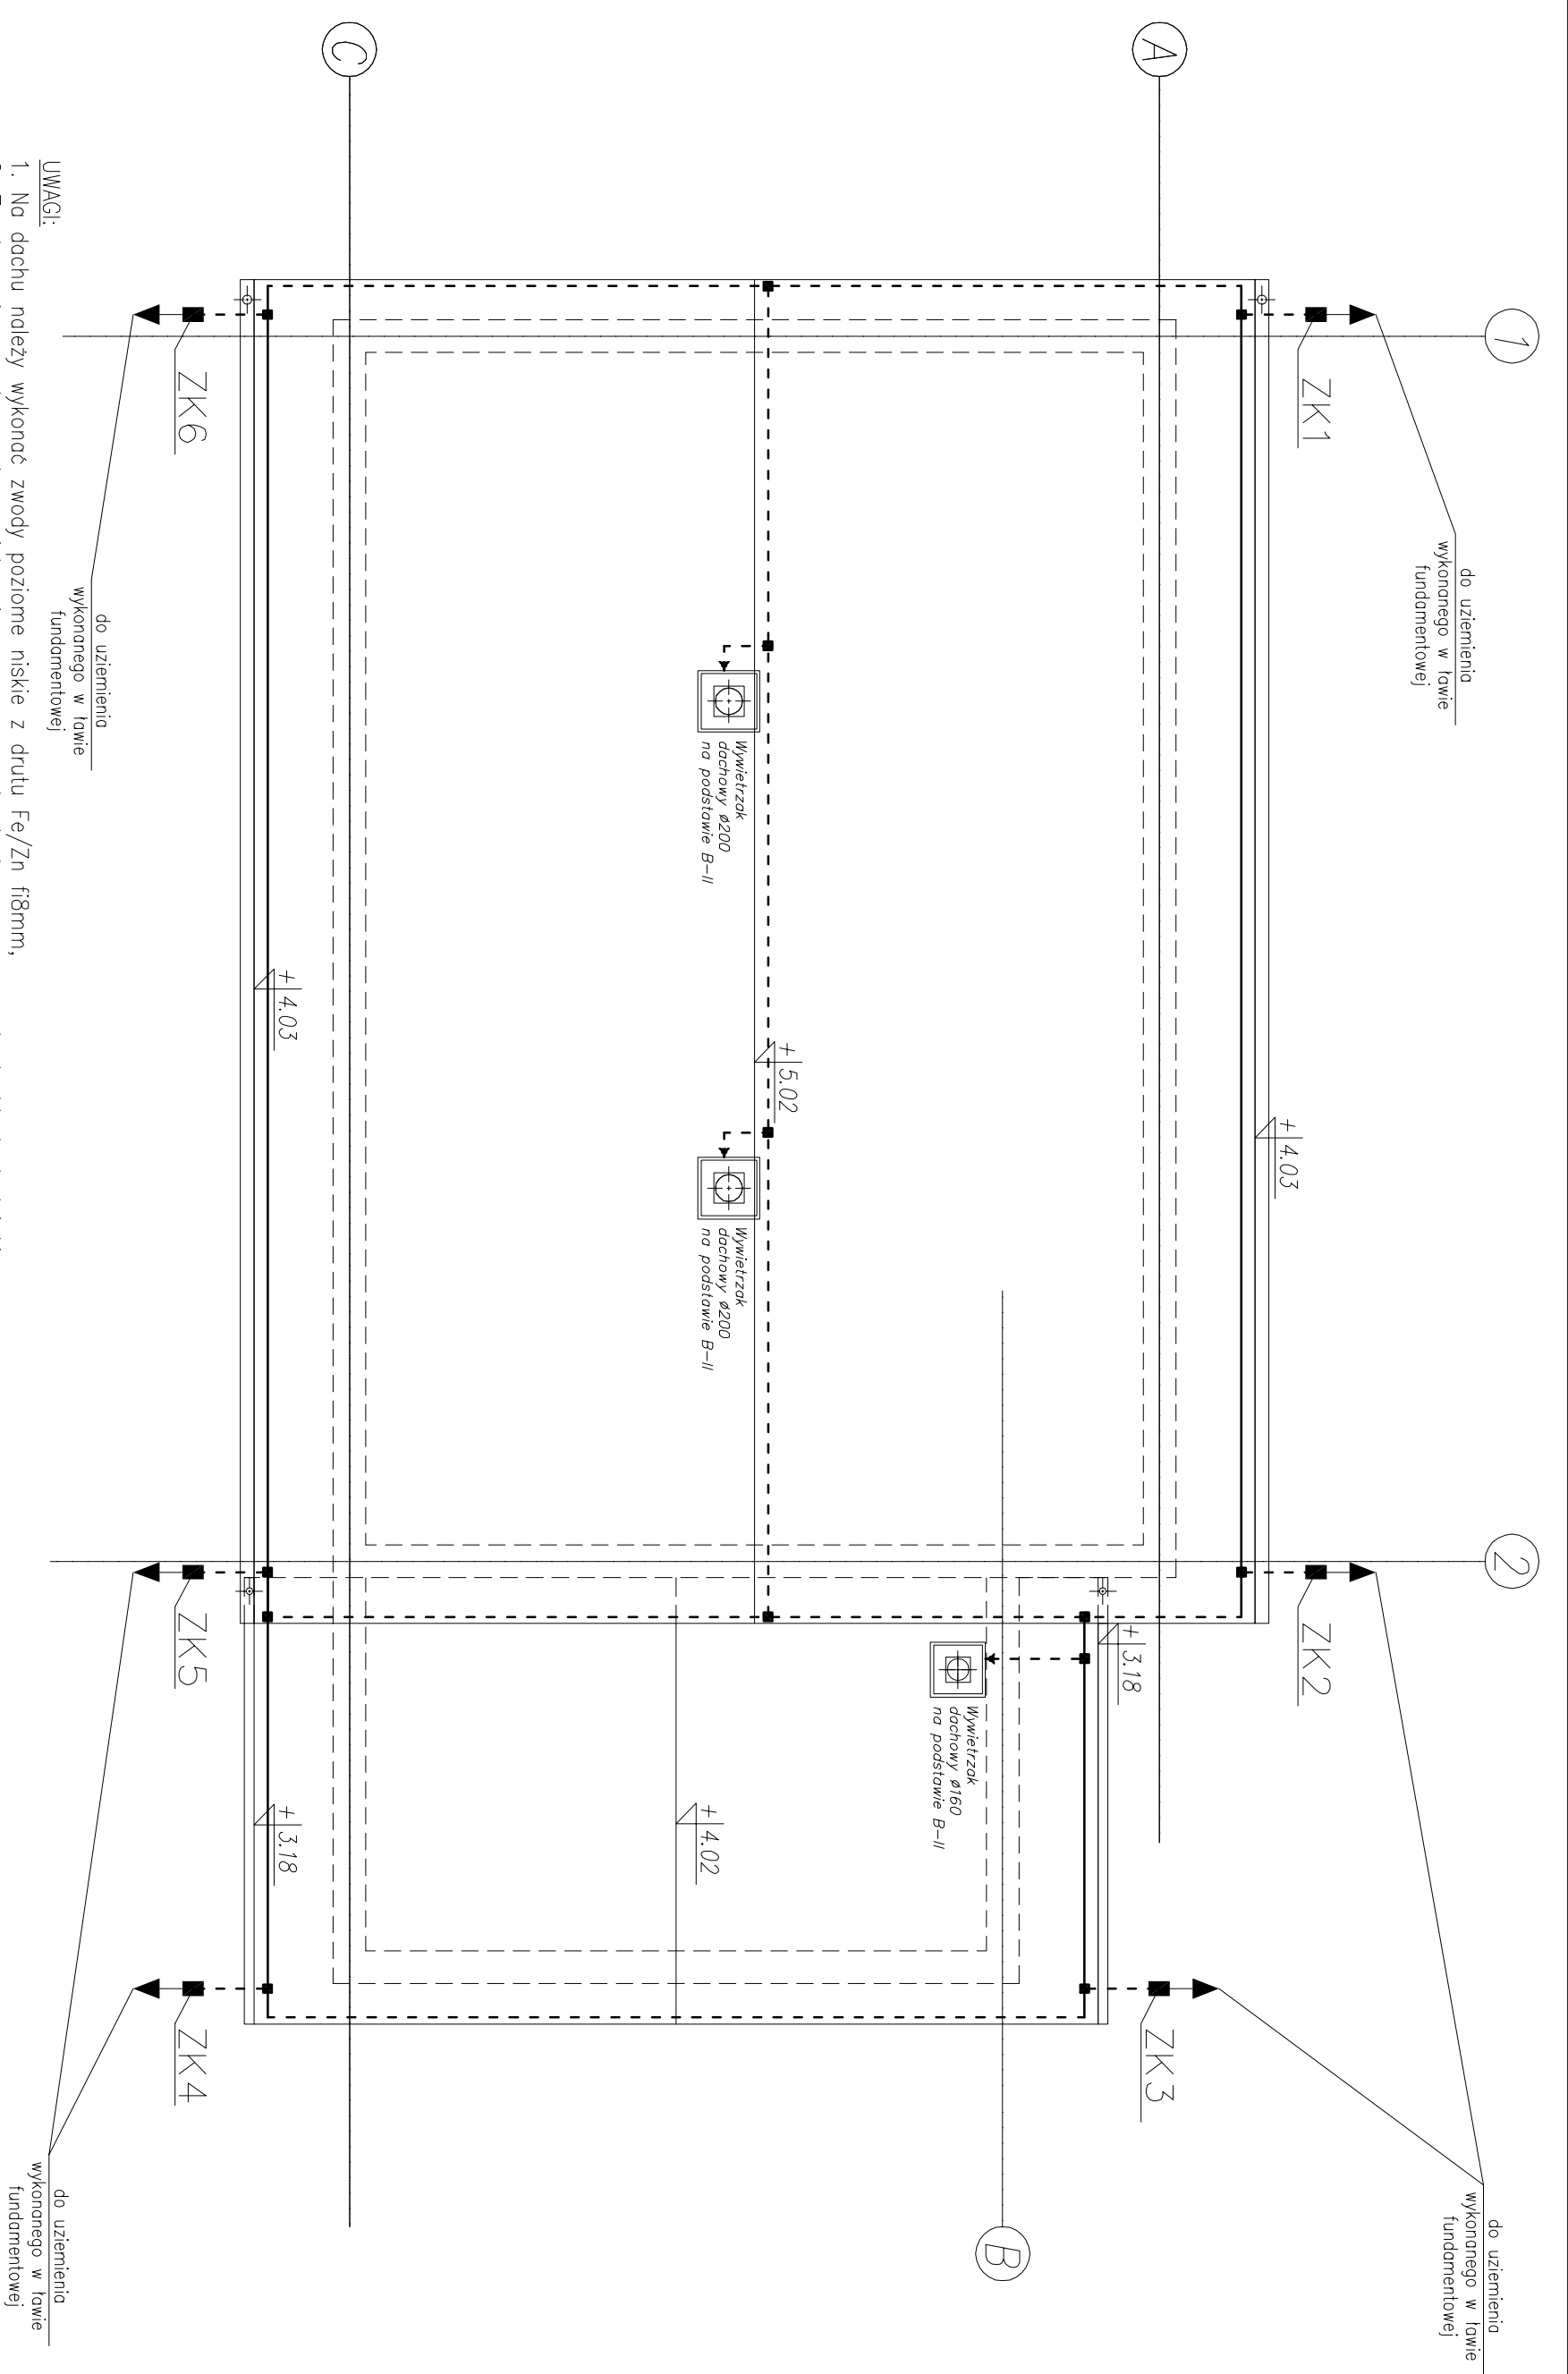 1
2
do uziemienia
wykonanego w ławie
fundamentowej
do uziemienia
wykonanego w ławie
fundamentowej
ZK1
ZK2
+4.03
A
ZK3
+3.18
B
Wywietrzak
dachowy ø160
na podstawie B-II
+5.02
Wywietrzak
dachowy ø200
na podstawie B-II
Wywietrzak
dachowy ø200
na podstawie B-II
+4.02
C
+4.03
+3.18
ZK6
ZK5
ZK4
do uziemienia
wykonanego w ławie
fundamentowej
do uziemienia
wykonanego w ławie
fundamentowej
UWAGI:
1. Na dachu należy wykonać zwody poziome niskie z drutu Fe/Zn fi8mm,